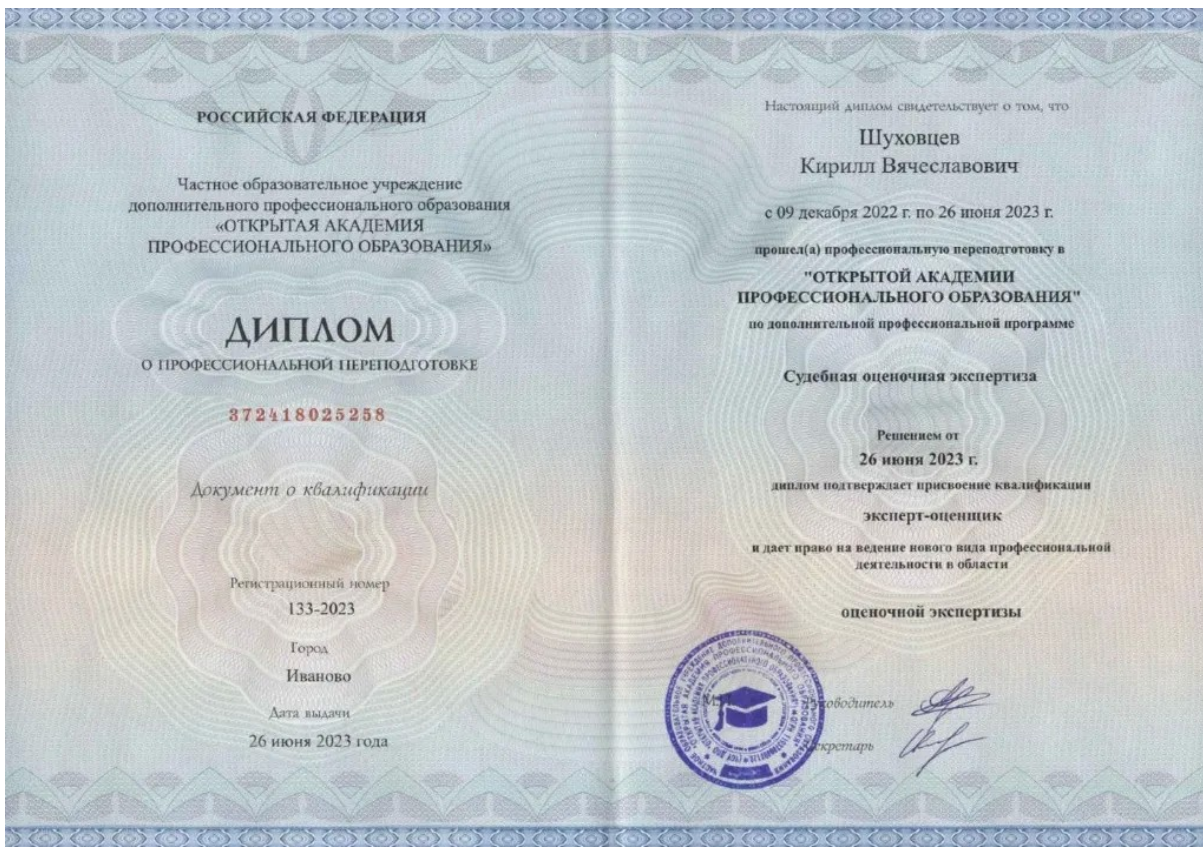 РОССИЙСКАЯ ФЕДЕРАЦИЯ
Частное образовательное учреждение
дополнительного профессионального образования
«ОТКРЫТАЯ АКАДЕМИЯ
ПРОФЕССИОНАЛЬНОГО ОБРАЗОВАНИЯ»
ДИПЛОМ
О ПРОФЕССИОНАЛЬНОЙ ПЕРЕПОДГОТОВКЕ
372418025258
Документ о квалификации
Регистрационный номер
133-2023
Город
Иваново
Дата выдачи
26 июня 2023 года
Настоящий диплом свидетельствует о том, что
Шуховцев
Кирилл Вячеславович
с 09 декабря 2022 г. по 26 июня 2023 г.
прошел(а) профессиональную переподготовку в
"ОТКРЫТОЙ АКАДЕМИИ
ПРОФЕССИОНАЛЬНОГО ОБРАЗОВАНИЯ"
по дополнительной профессиональной программе
Судебная оценочная экспертиза
Решением от
26 июня 2023 г.
диплом подтверждает присвоение квалификации
эксперт-оценщик
и дает право на ведение нового вида профессиональной
деятельности в области
оценочной экспертизы
М.П.
Руководитель
Секретарь